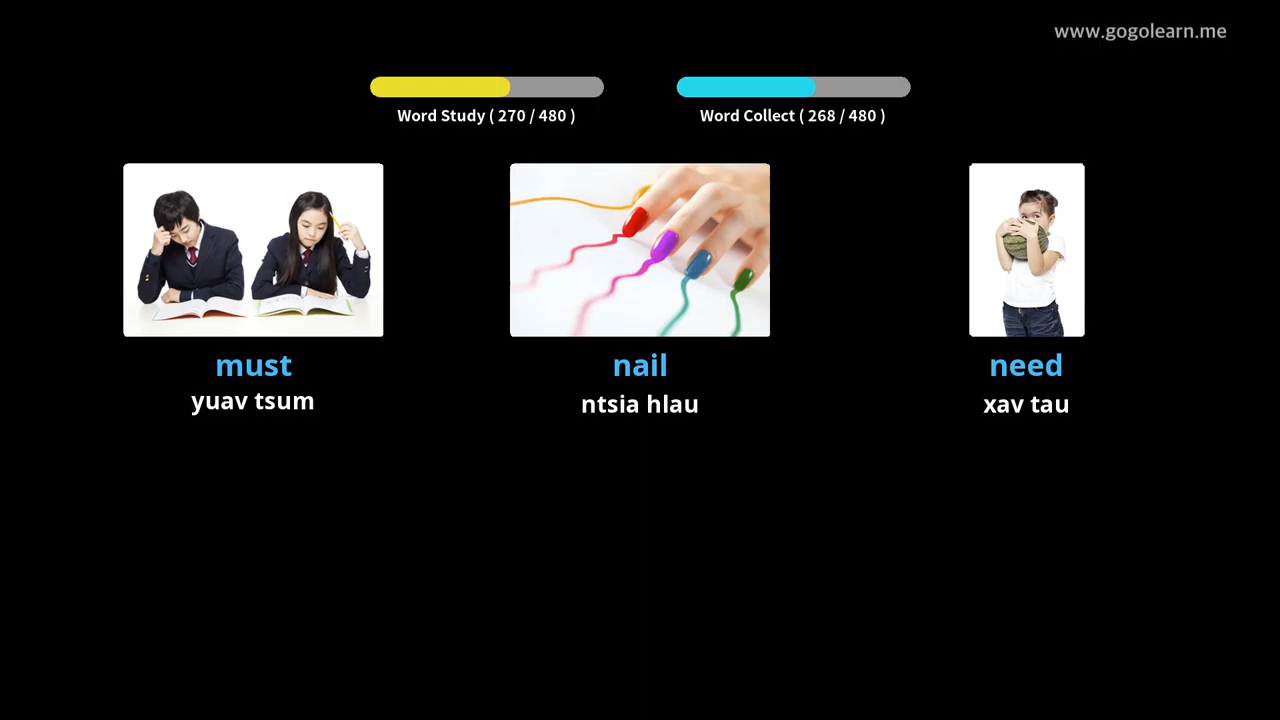 www.gogolearn.me
Word Study ( 270 / 480 )
Word Collect ( 268 / 480 )
must
yuav tsum
nail
ntsia hlau
need
xav tau